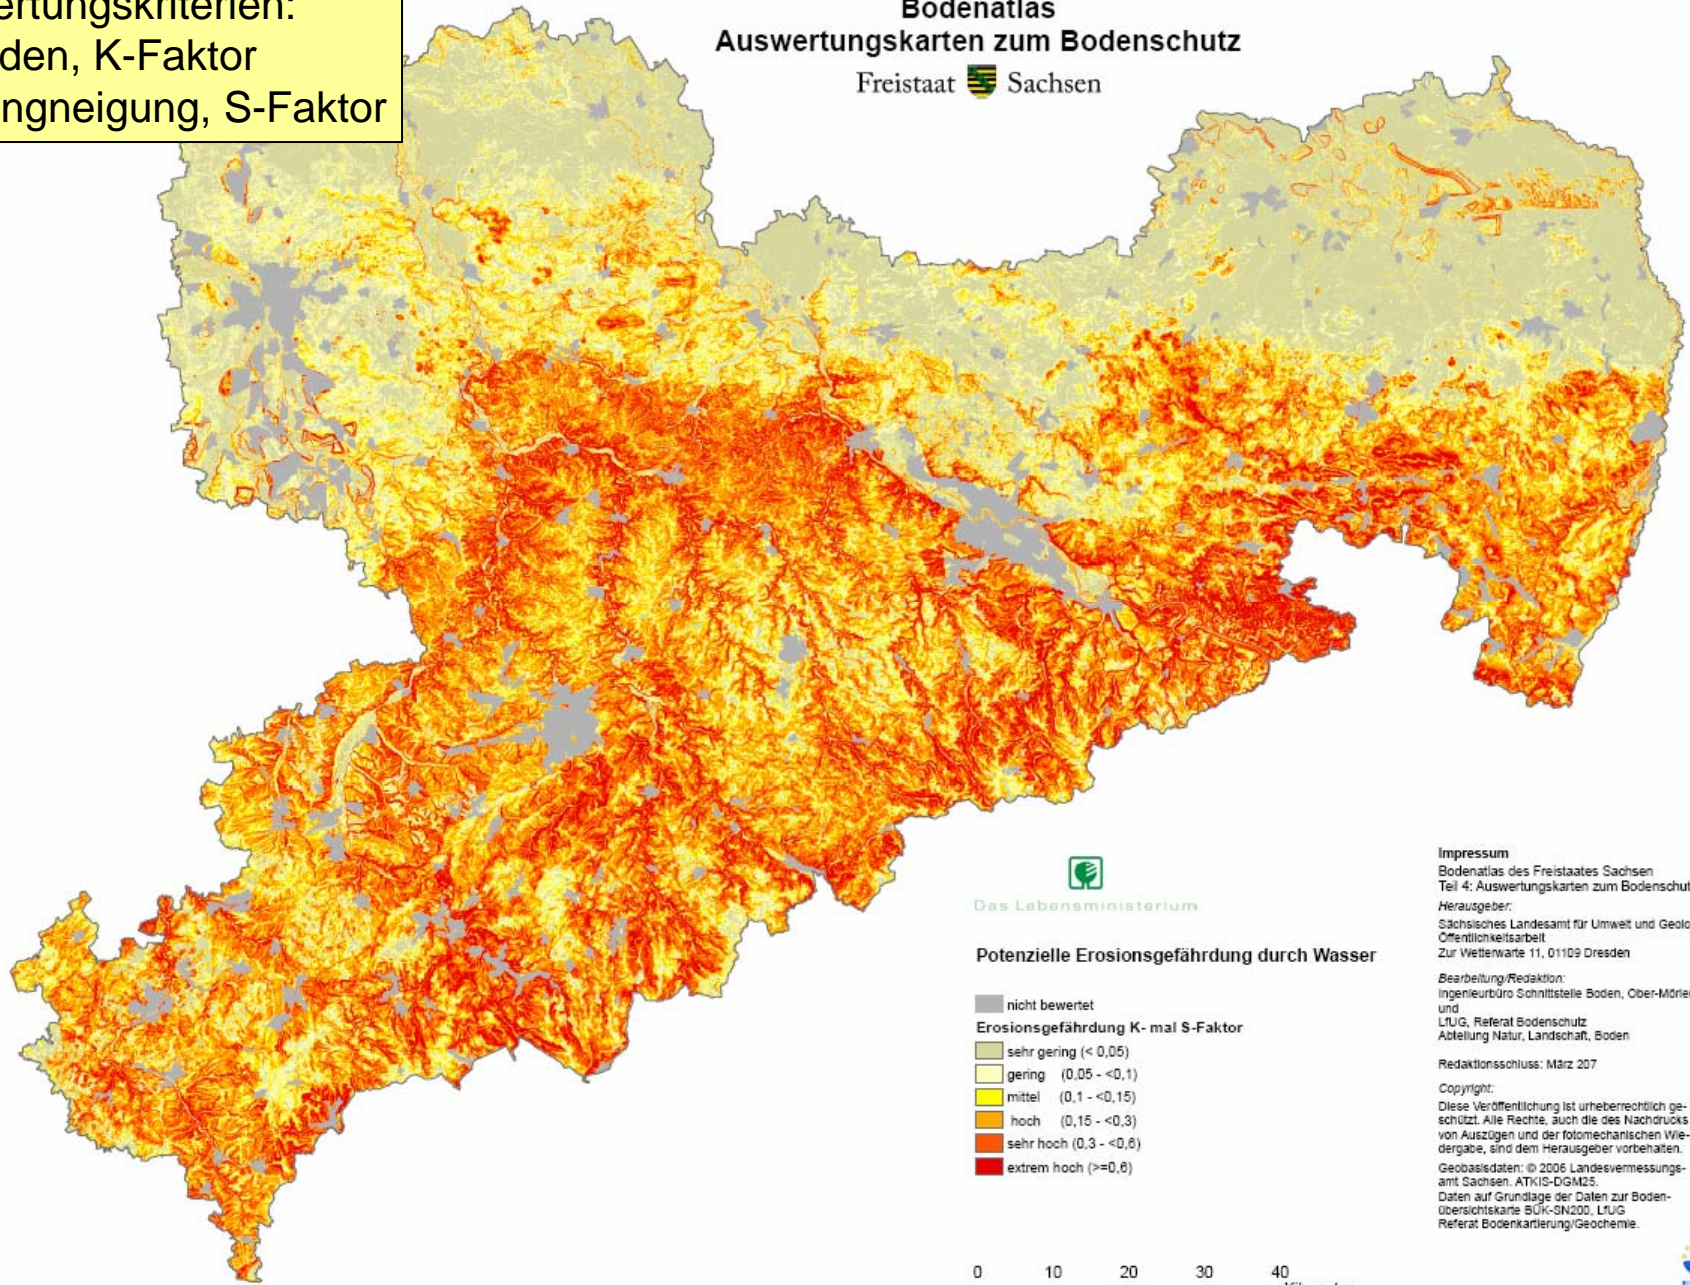 ertungskriterien:
den, K-Faktor
ngneigung, S-Faktor
Bodenatlas
Auswertungskarten zum Bodenschutz
Freistaat Sachsen
Das Lebensministerium
Potenzielle Erosionsgefährdung durch Wasser
nicht bewertet
Erosionsgefährdung K- mal S-Faktor
sehr gering (< 0,05)
gering (0,05 - <0,1)
mittel (0,1 - <0,15)
hoch (0,15 - <0,3)
sehr hoch (0,3 - <0,6)
extrem hoch (>=0,6)
0 10 20 30 40
Kilometer
Impressum
Bodenatlas des Freistaates Sachsen
Teil 4: Auswertungskarten zum Bodenschut
Herausgeber:
Sächsisches Landesamt für Umwelt und Geolo
Öffentlichkeitsarbeit
Zur Wetterwarte 11, 01109 Dresden
Bearbeitung/Redaktion:
Ingenieurbüro Schnittstelle Boden, Ober-Mörle
und
LfUG, Referat Bodenschutz
Abteilung Natur, Landschaft, Boden
Redaktionsschluss: März 207
Copyright:
Diese Veröffentlichung ist urheberrechtlich ge-
schützt. Alle Rechte, auch die des Nachdrucks
von Auszügen und der fotomechanischen Wie-
dergabe, sind dem Herausgeber vorbehalten.
Geobasisdaten: © 2006 Landesvermessungs-
amt Sachsen. ATKIS-DGM25.
Daten auf Grundlage der Daten zur Boden-
übersichtskarte BÜK-SN200, LfUG
Referat Bodenkartierung/Geochemie.